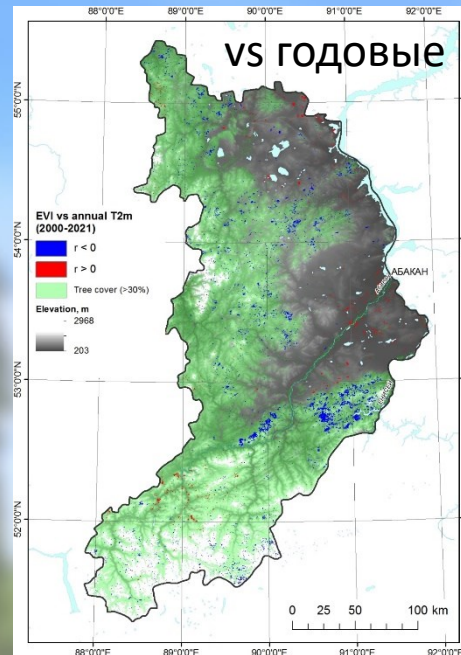 88°0'0"E 89°0'0"E 90°0'0"E 91°0'0"E 92°0'0"E
vs годовые
55°0'0"N
EVI vs annual T2m
(2000-2021)
r < 0
r > 0
Tree cover (>30%)
Elevation, m
2968
203
54°0'0"N
АБАКАН
53°0'0"N
52°0'0"N
0 25 50 100 km
88°0'0"E 89°0'0"E 90°0'0"E 91°0'0"E 92°0'0"E